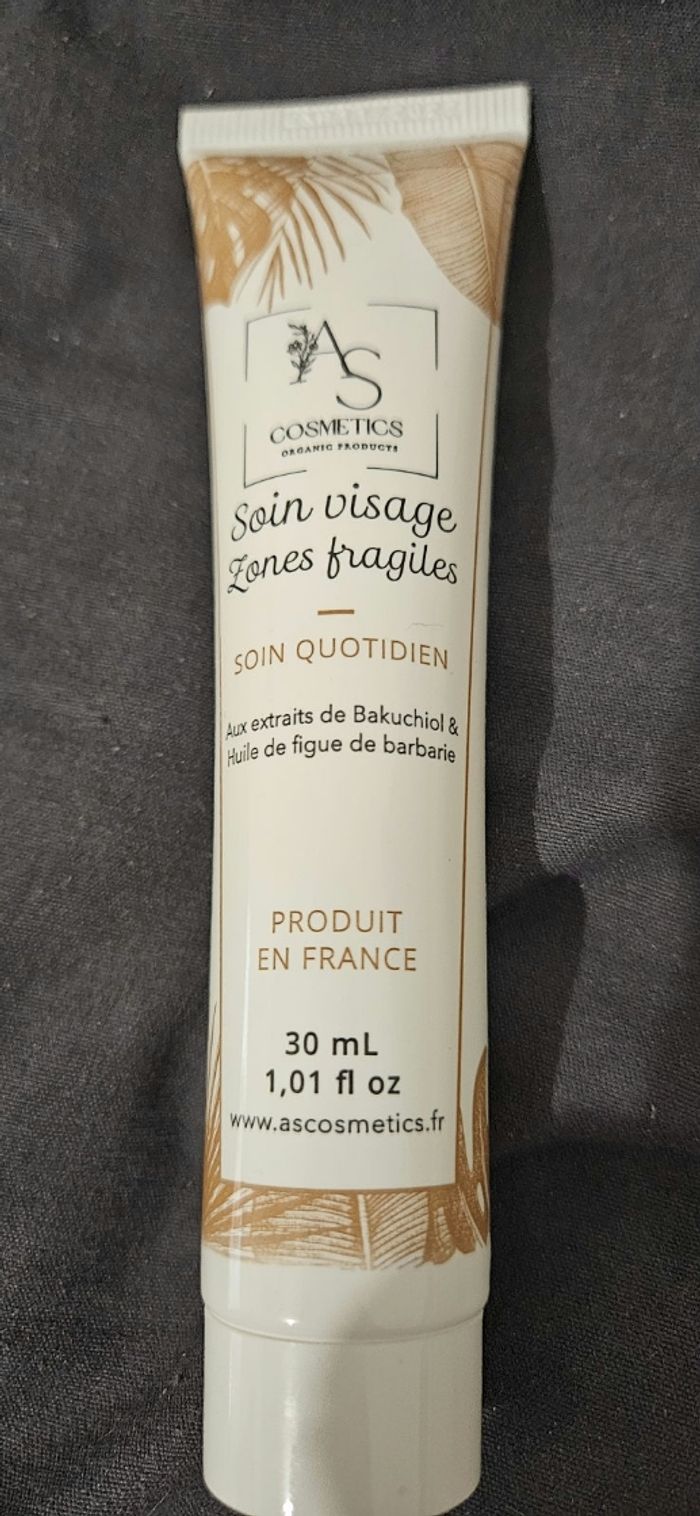 AS
COSMETICS
ORGANIC PRODUCTS
Soin visage
Zones fragiles
SOIN QUOTIDIEN
Aux extraits de Bakuchiol &
Huile de figue de barbarie
PRODUIT
EN FRANCE
30 mL
1,01 fl oz
www.ascosmetics.fr